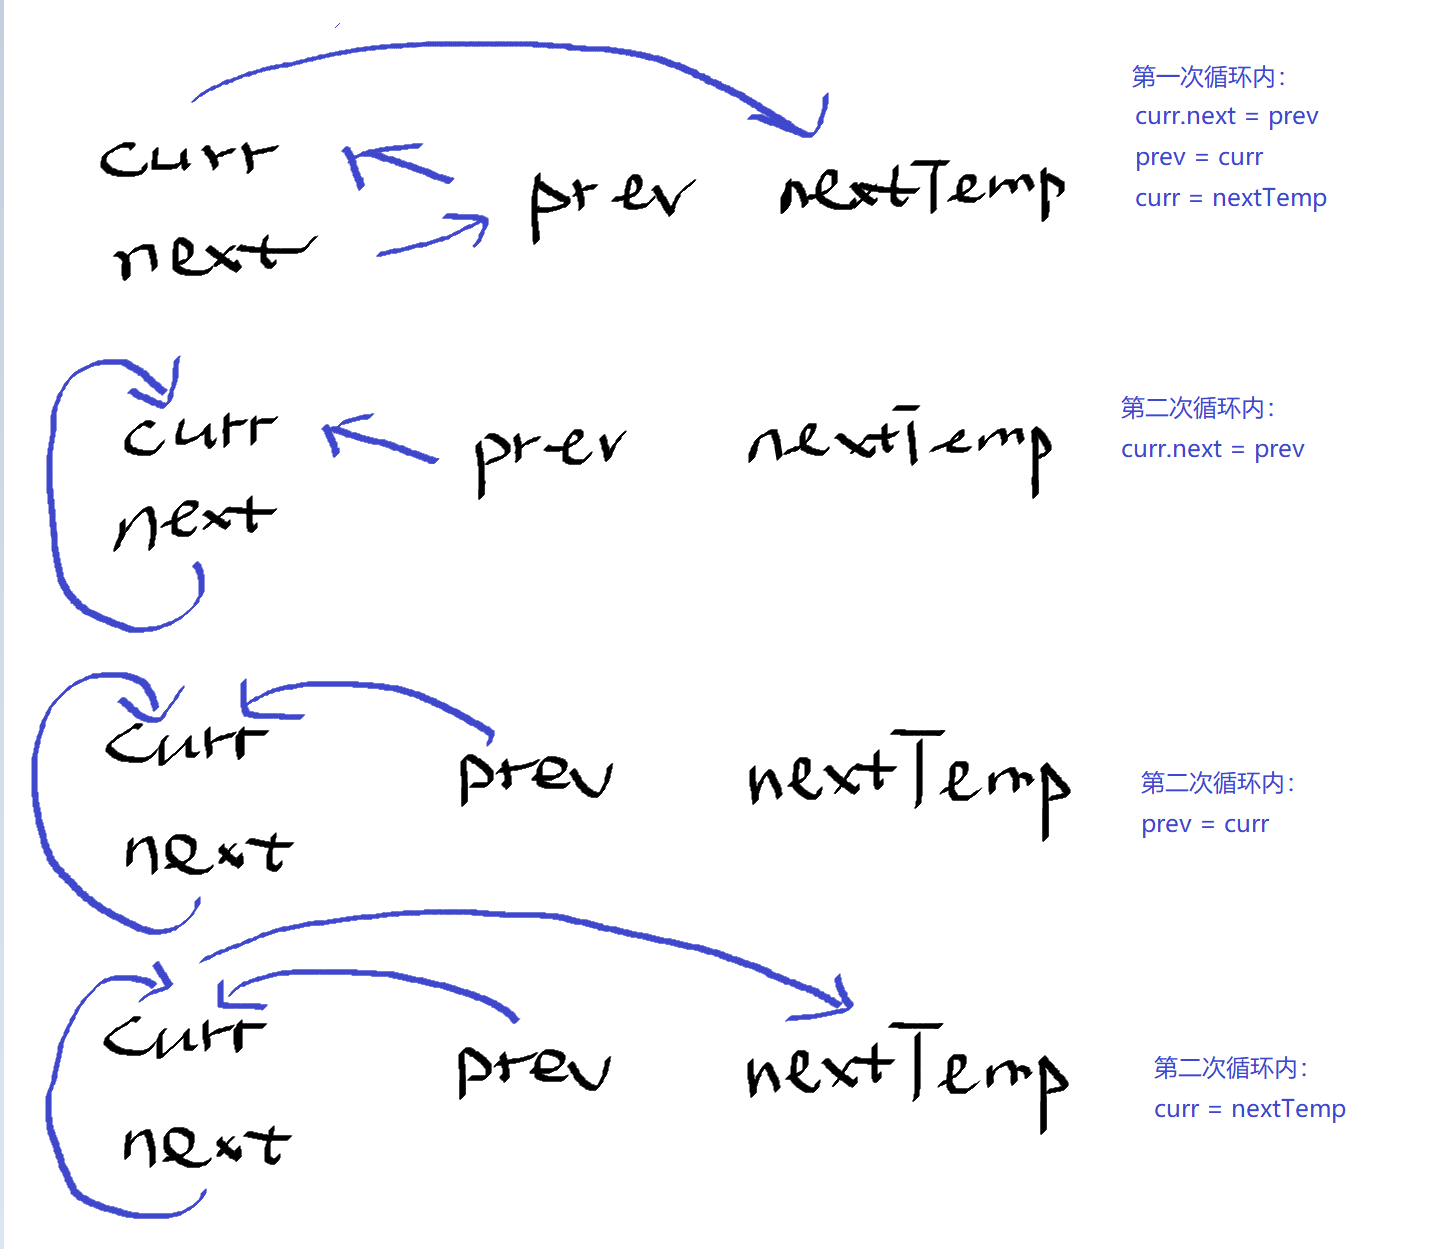 第一次循环内：
curr.next = prev
prev = curr
curr = nextTemp
curr prev nextTemp
next
第二次循环内：
curr.next = prev
curr prev nextTemp
next
curr prev nextTemp
第二次循环内：
prev = curr
next
curr prev nextTemp
第二次循环内：
curr = nextTemp
next